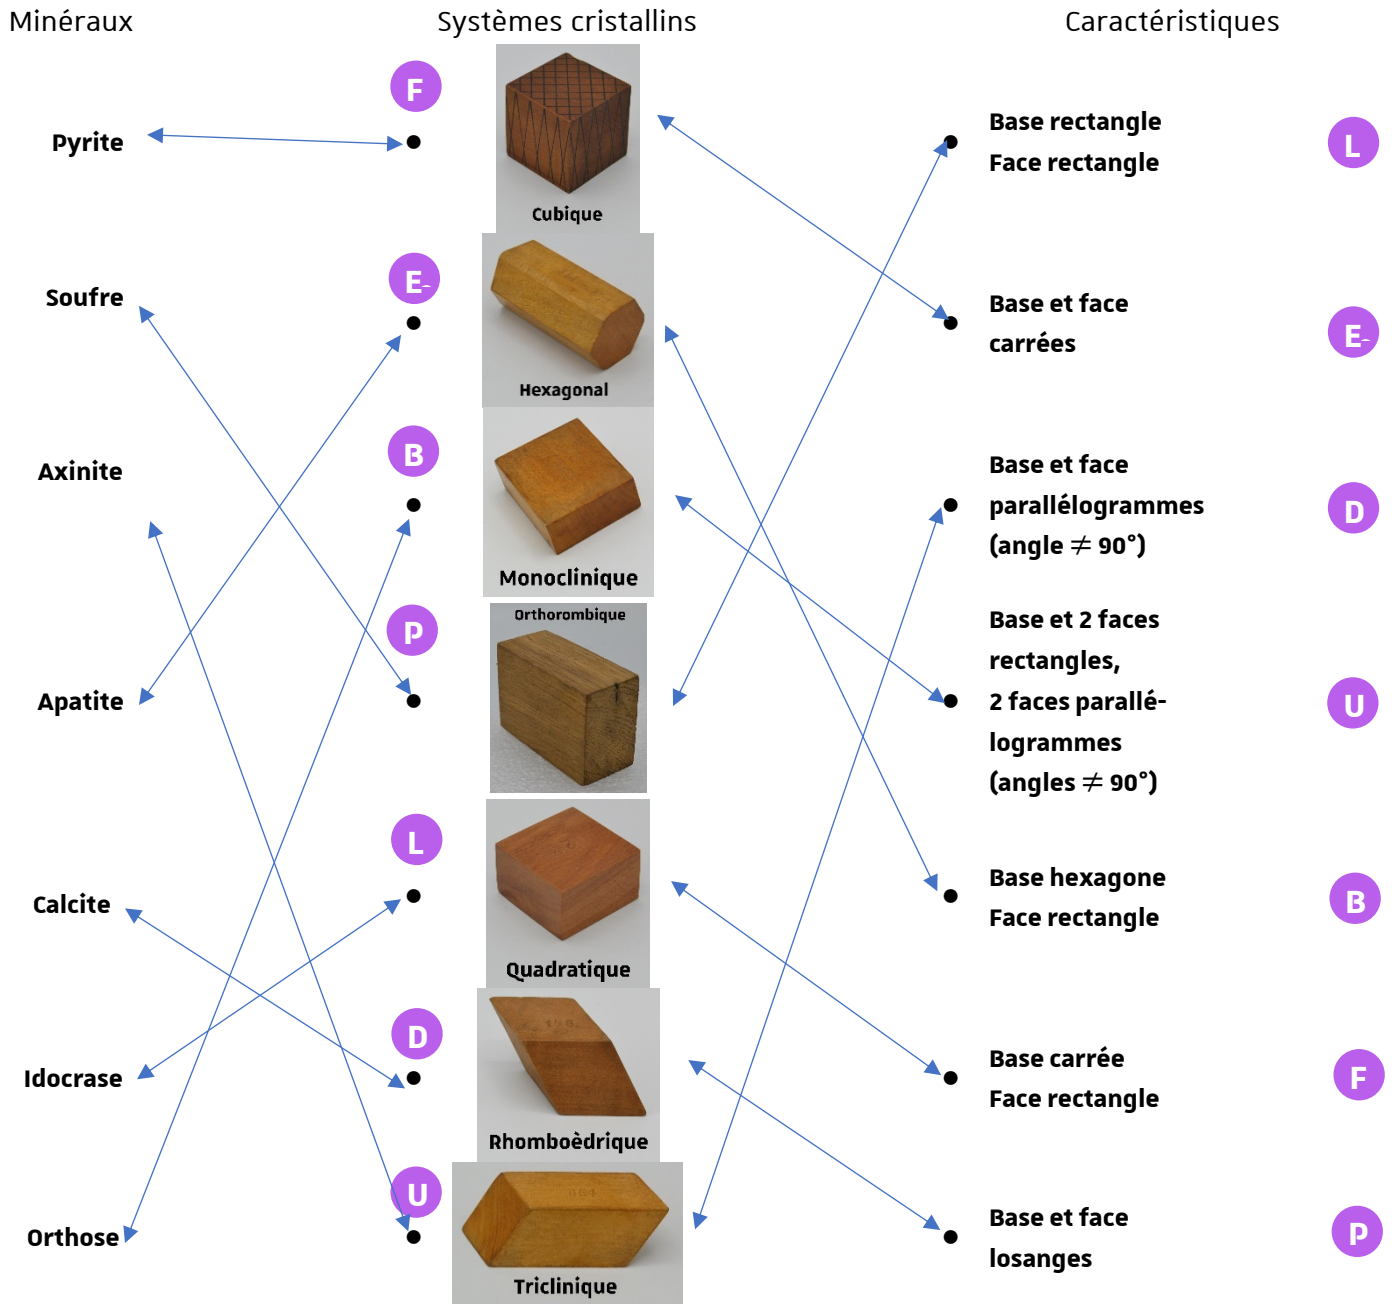 Minéraux
Systèmes cristallins
Caractéristiques
F
Pyrite
Cubique
Base rectangle
Face rectangle
L
Soufre
E
Hexagonal
Base et face
carrées
E
Axinite
B
Monoclinique
Base et face
parallélogrammes
(angle ≠ 90°)
D
Apatite
P
Orthorombique
Base et 2 faces
rectangles,
2 faces parallé-
logrammes
(angles ≠ 90°)
U
Calcite
L
Quadratique
Base hexagone
Face rectangle
B
Idocrase
D
Rhomboèdrique
Base carrée
Face rectangle
F
Orthose
U
Triclinique
Base et face
losanges
P